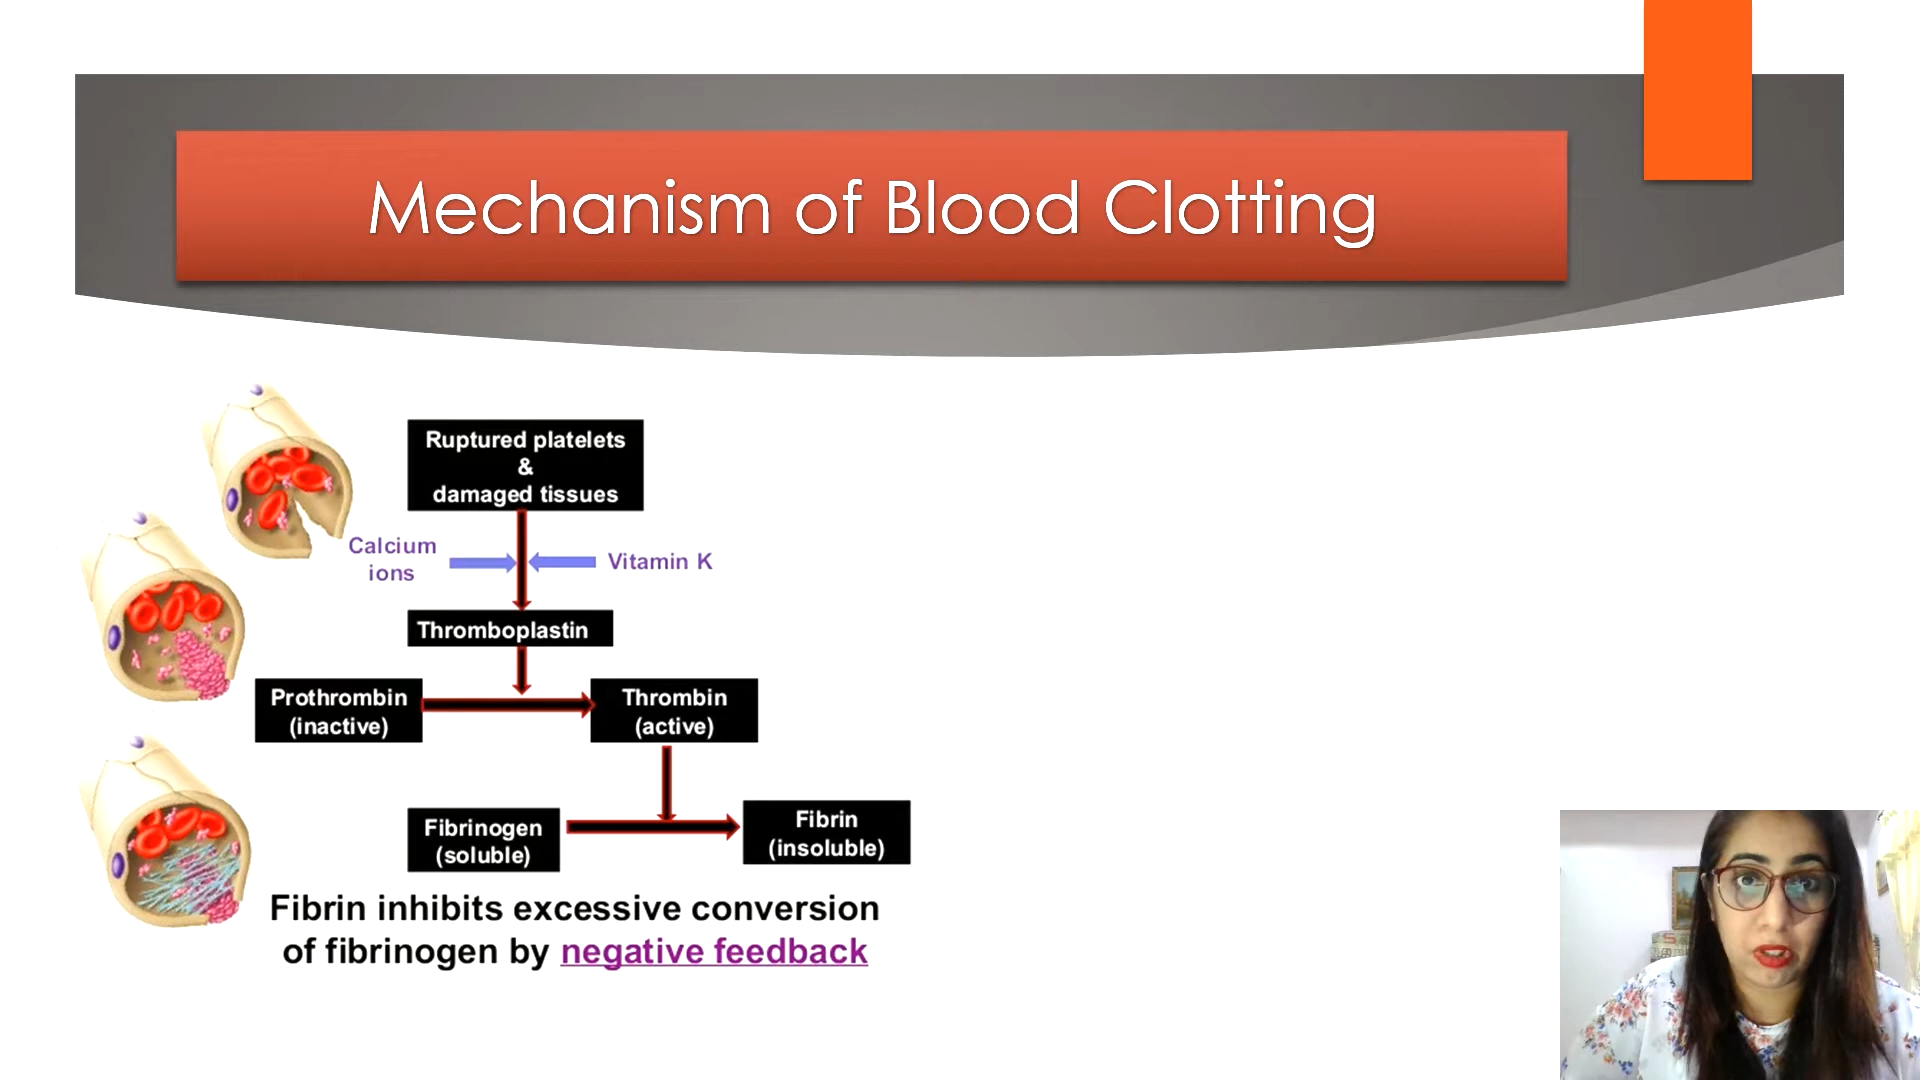 Mechanism of Blood Clotting
Ruptured platelets
&
damaged tissues
Calcium
ions
Vitamin K
Thromboplastin
Prothrombin
(inactive)
Thrombin
(active)
Fibrinogen
(soluble)
Fibrin
(insoluble)
Fibrin inhibits excessive conversion
of fibrinogen by negative feedback